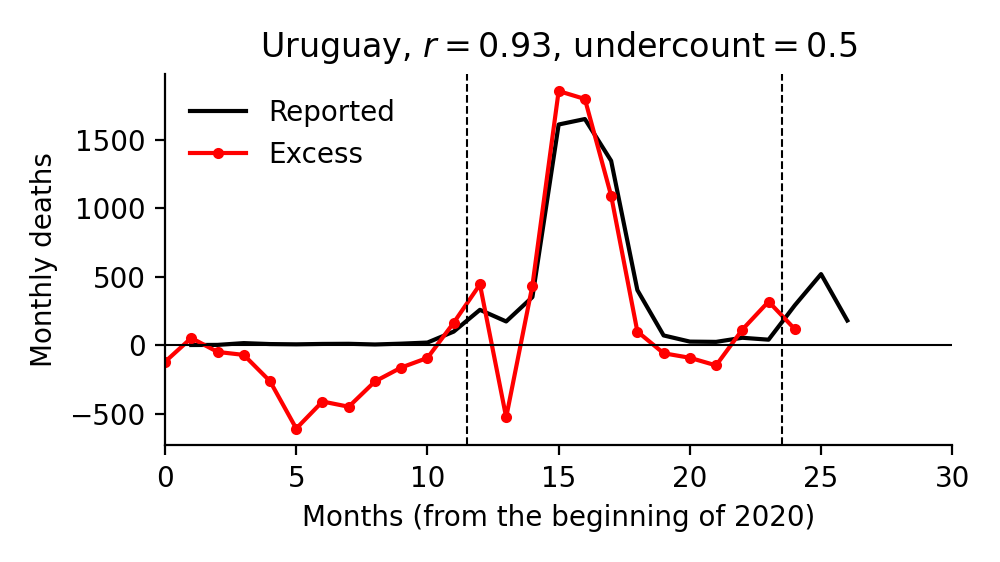 Uruguay, r = 0.93, undercount = 0.5
Reported
Excess
1500
1000
500
0
−500
Monthly deaths
0 5 10 15 20 25 30
Months (from the beginning of 2020)